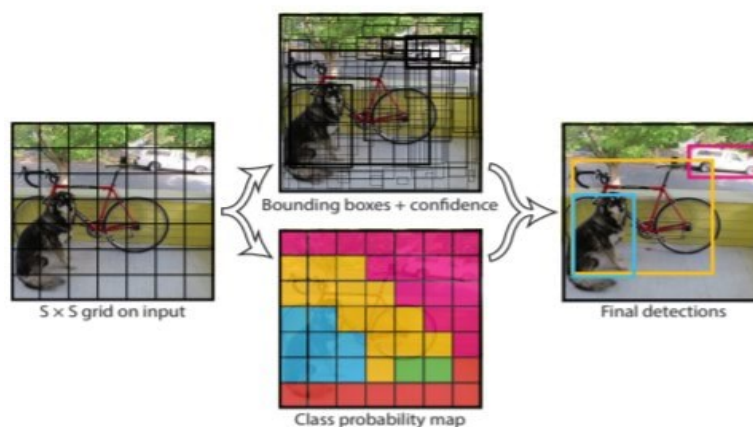 Bounding boxes + confidence
S × S grid on input
Final detections
Class probability map